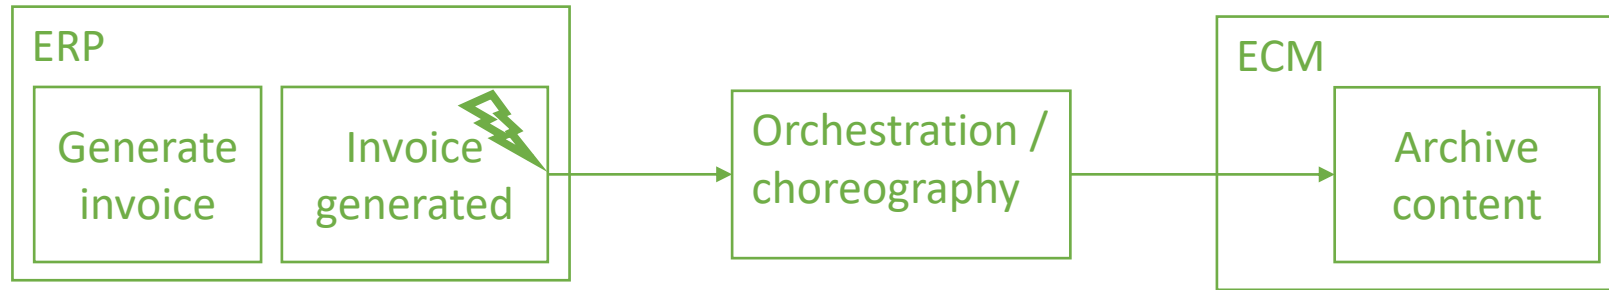 ERP
Generate
invoice
Invoice
generated
Orchestration /
choreography
ECM
Archive
content